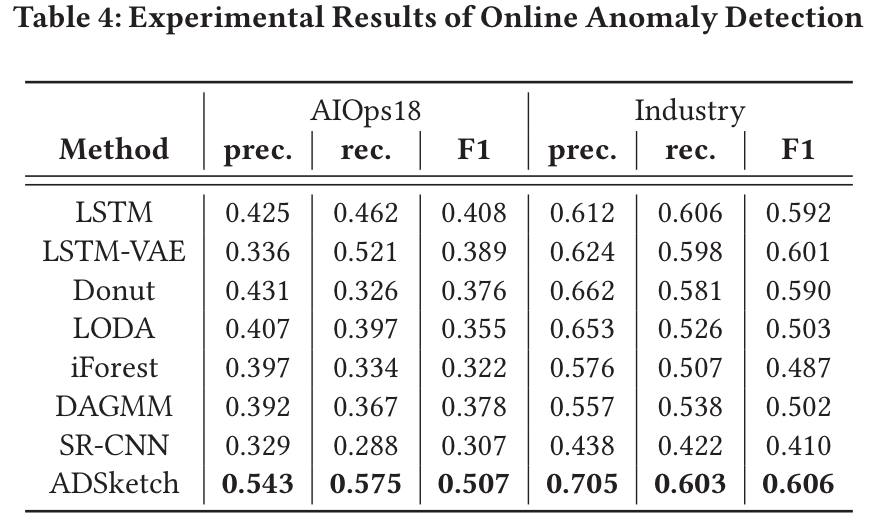 Table 4: Experimental Results of Online Anomaly Detection
AIOps18 Industry
Method prec. rec. F1 prec. rec. F1
LSTM 0.425 0.462 0.408 0.612 0.606 0.592
LSTM-VAE 0.336 0.521 0.389 0.624 0.598 0.601
Donut 0.431 0.326 0.376 0.662 0.581 0.590
LODA 0.407 0.397 0.355 0.653 0.526 0.503
iForest 0.397 0.334 0.322 0.576 0.507 0.487
DAGMM 0.392 0.367 0.378 0.557 0.538 0.502
SR-CNN 0.329 0.288 0.307 0.438 0.422 0.410
ADSketch 0.543 0.575 0.507 0.705 0.603 0.606